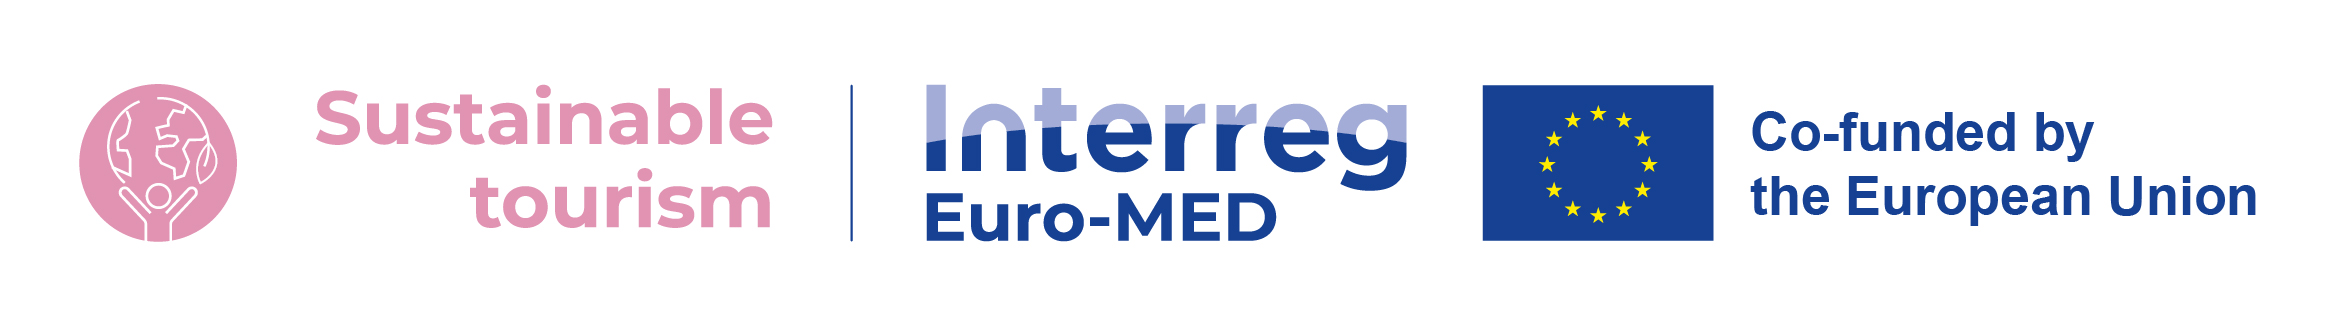 Sustainable
tourism
Interreg
Euro-MED
Co-funded by
the European Union